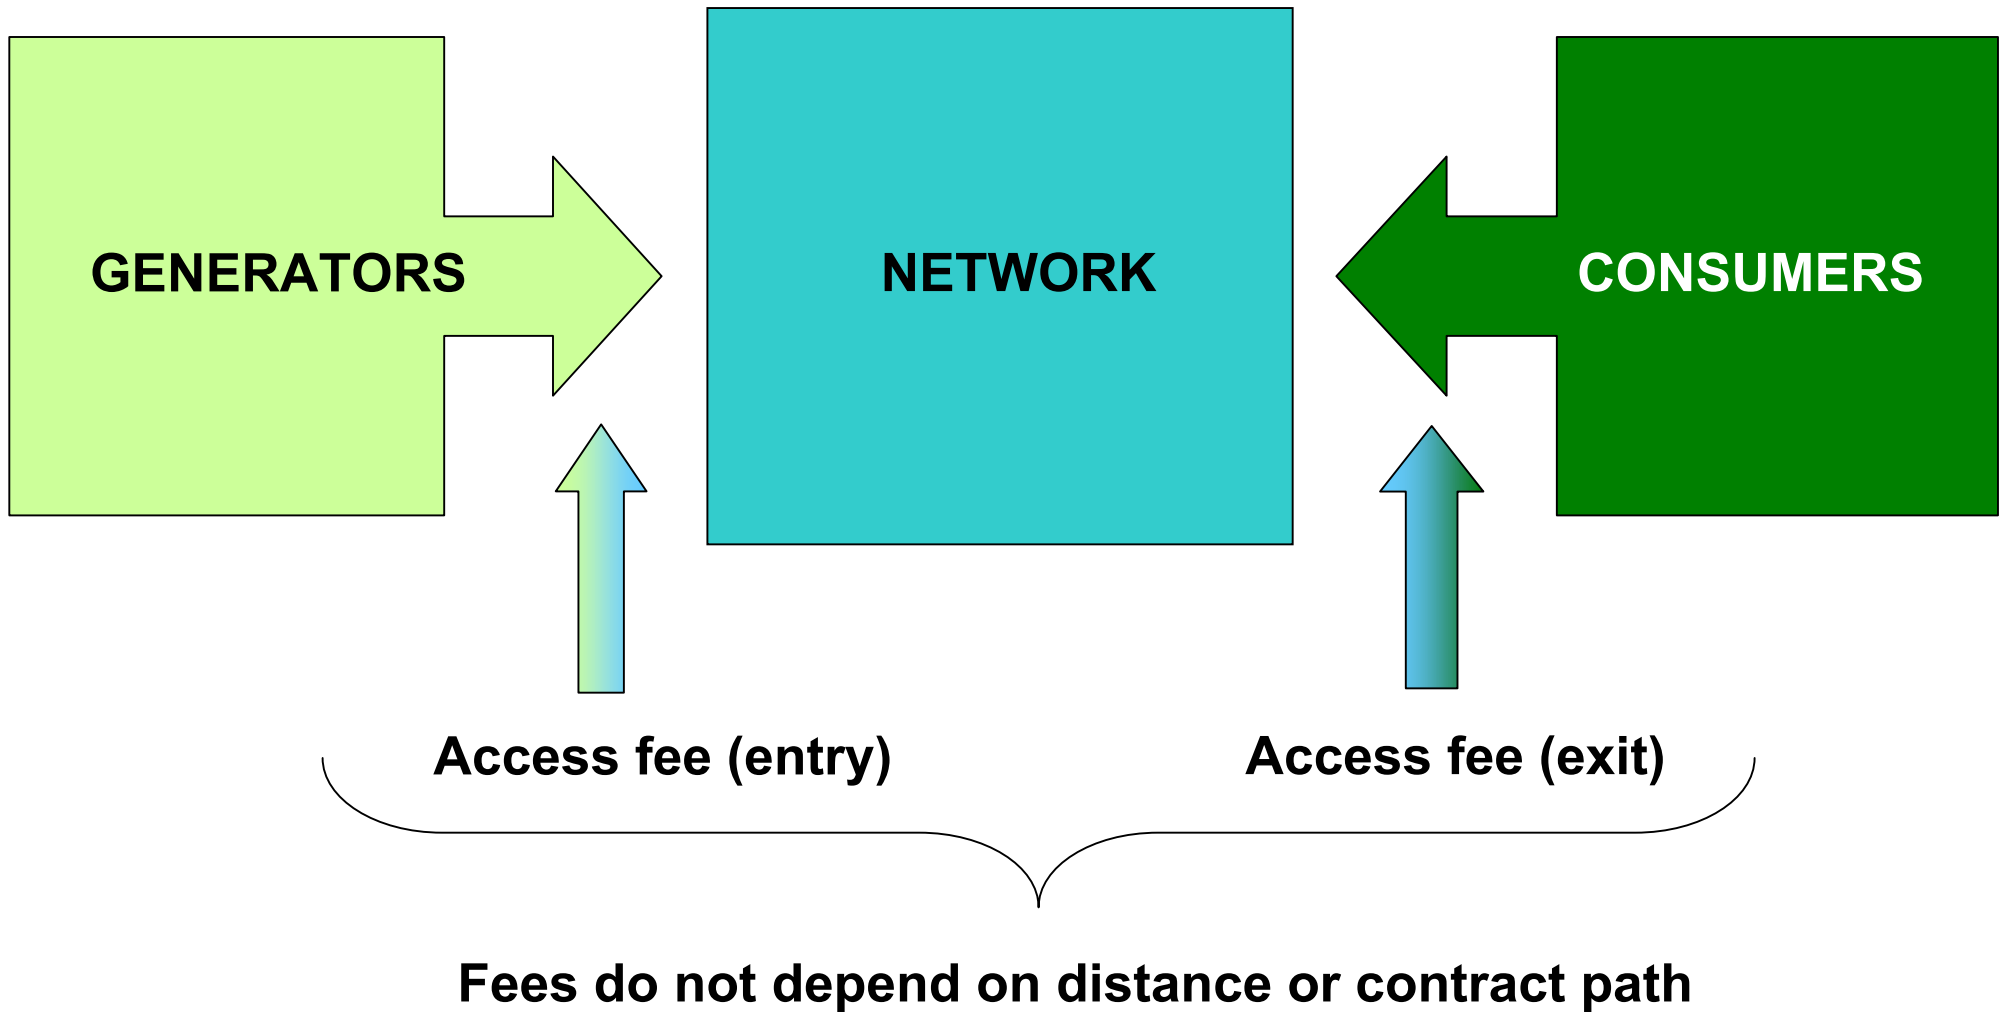 GENERATORS
NETWORK
CONSUMERS
Access fee (entry)
Access fee (exit)
Fees do not depend on distance or contract path